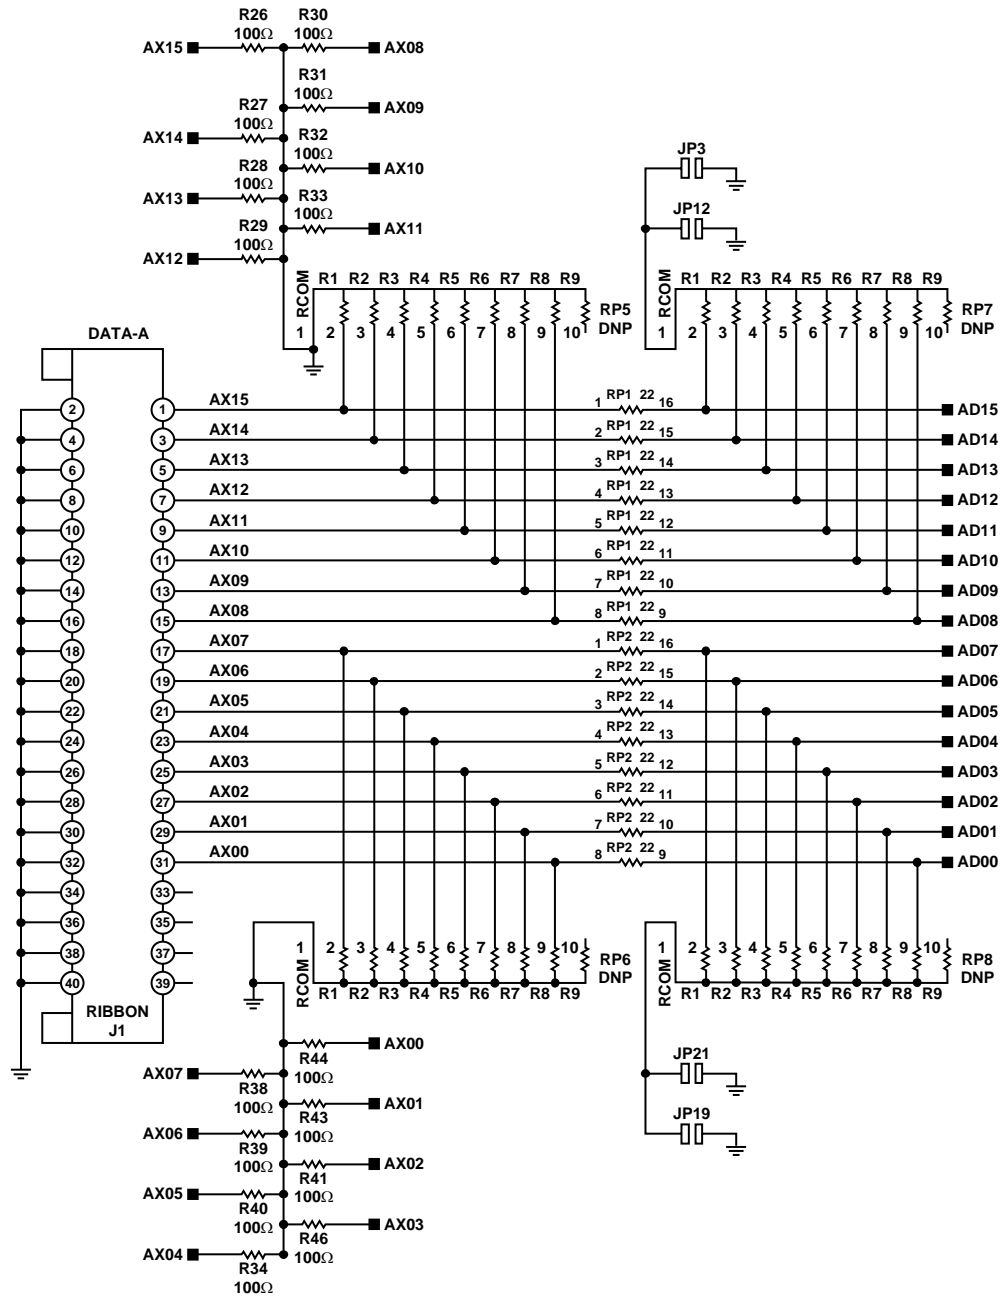 R26 R30
100Ω 100Ω
AX15 AX08
R31
100Ω
AX09
R27
100Ω
AX14
R32
100Ω
AX10
R28
100Ω
AX13
R33
100Ω
AX11
R29
100Ω
AX12
JP3
JP12
RCOM 1
R1 R2 R3 R4 R5 R6 R7 R8 R9
2 3 4 5 6 7 8 9 10
RP5
DNP
RCOM 1
R1 R2 R3 R4 R5 R6 R7 R8 R9
2 3 4 5 6 7 8 9 10
RP7
DNP
DATA-A
2 1 AX15 1 RP1 22 16 AD15
4 3 AX14 2 RP1 22 15 AD14
6 5 AX13 3 RP1 22 14 AD13
8 7 AX12 4 RP1 22 13 AD12
10 9 AX11 5 RP1 22 12 AD11
12 11 AX10 6 RP1 22 11 AD10
14 13 AX09 7 RP1 22 10 AD09
16 15 AX08 8 RP1 22 9 AD08
18 17 AX07 1 RP2 22 16 AD07
20 19 AX06 2 RP2 22 15 AD06
22 21 AX05 3 RP2 22 14 AD05
24 23 AX04 4 RP2 22 13 AD04
26 25 AX03 5 RP2 22 12 AD03
28 27 AX02 6 RP2 22 11 AD02
30 29 AX01 7 RP2 22 10 AD01
32 31 AX00 8 RP2 22 9 AD00
34 33
36 35
38 37
40 39
RIBBON
J1
RCOM 1
2 3 4 5 6 7 8 9 10
R1 R2 R3 R4 R5 R6 R7 R8 R9
RP6
DNP
RCOM 1
2 3 4 5 6 7 8 9 10
R1 R2 R3 R4 R5 R6 R7 R8 R9
RP8
DNP
AX00
R44
100Ω
AX07
R38
100Ω
AX01
R43
100Ω
AX06
R39
100Ω
AX02
R41
100Ω
AX05
R40
100Ω
AX03
R46
100Ω
AX04
R34
100Ω
JP21
JP19